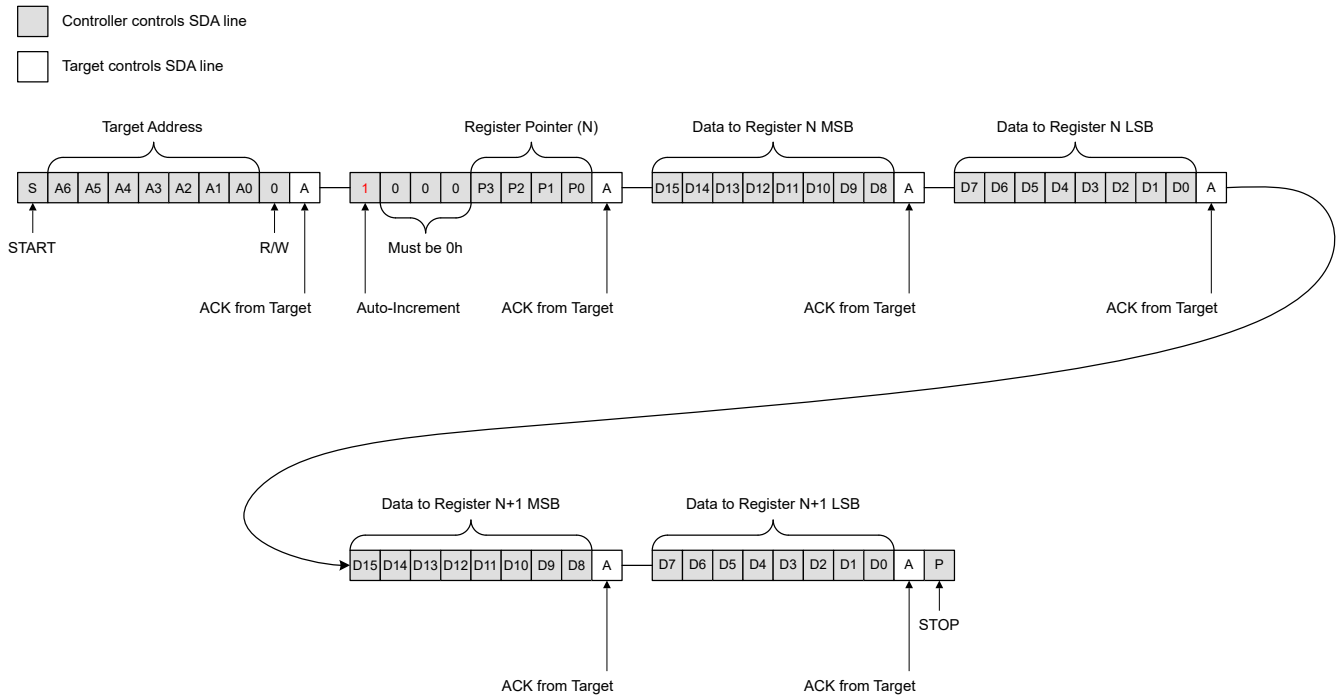 Controller controls SDA line
Target controls SDA line
Target Address
Register Pointer (N)
Data to Register N MSB
Data to Register N LSB
S A6 A5 A4 A3 A2 A1 A0 0 A 1 0 0 0 P3 P2 P1 P0 A D15 D14 D13 D12 D11 D10 D9 D8 A D7 D6 D5 D4 D3 D2 D1 D0 A
START
R/W
Must be 0h
ACK from Target
Auto-Increment
ACK from Target
ACK from Target
ACK from Target
Data to Register N+1 MSB
Data to Register N+1 LSB
D15 D14 D13 D12 D11 D10 D9 D8 A D7 D6 D5 D4 D3 D2 D1 D0 A P
STOP
ACK from Target
ACK from Target